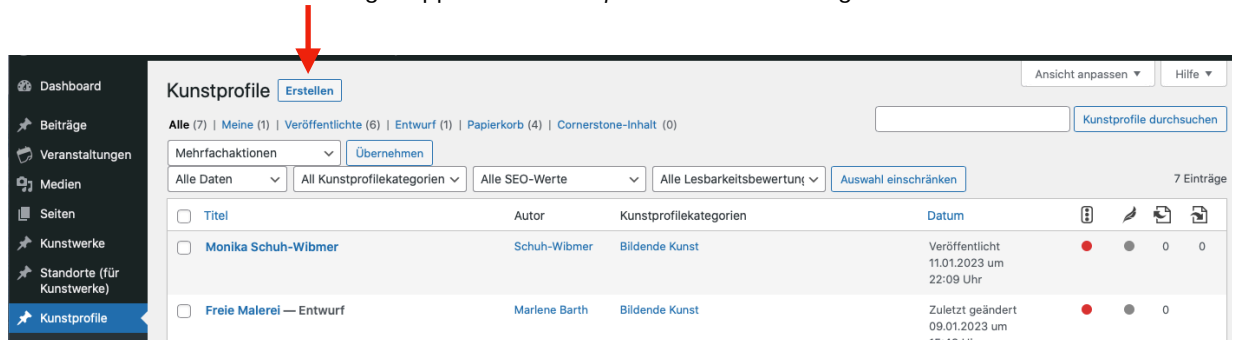 Dashboard
Beiträge
Veranstaltungen
Medien
Seiten
Kunstwerke
Standorte (für
Kunstwerke)
Kunstprofile
Ansicht anpassen ▼ Hilfe ▼
Kunstprofile Erstellen
Alle (7) | Meine (1) | Veröffentlichte (6) | Entwurf (1) | Papierkorb (4) | Cornerstone-Inhalt (0)
Kunstprofile durchsuchen
Mehrfachaktionen Übernehmen
Alle Daten All Kunstprofilekategorien Alle SEO-Werte Alle Lesbarkeitsbewertung Auswahl einschränken 7 Einträge
Titel Autor Kunstprofilekategorien Datum
Monika Schuh-Wibmer Schuh-Wibmer Bildende Kunst Veröffentlicht 0 0
11.01.2023 um
22:09 Uhr
Freie Malerei — Entwurf Marlene Barth Bildende Kunst Zuletzt geändert 0
09.01.2023 um